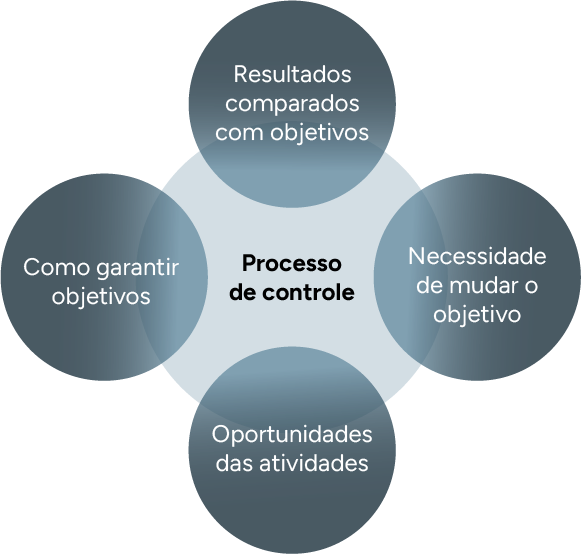 Resultados
comparados
com objetivos
Como garantir
objetivos
Processo
de controle
Necessidade
de mudar o
objetivo
Oportunidades
das atividades